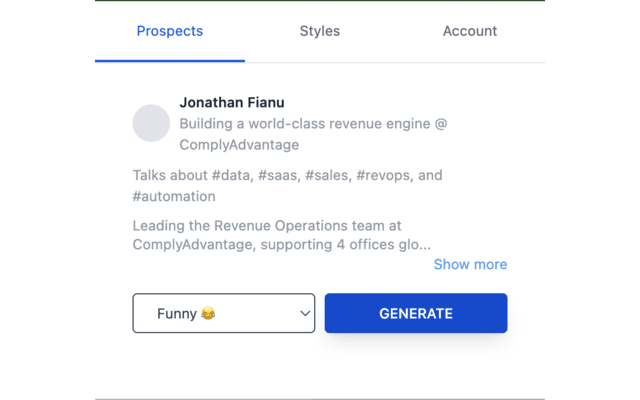 Prospects Styles Account
Jonathan Fianu
Building a world-class revenue engine @
ComplyAdvantage
Talks about #data, #saas, #sales, #revops, and
#automation
Leading the Revenue Operations team at
ComplyAdvantage, supporting 4 offices glo...
Show more
Funny 😂 GENERATE